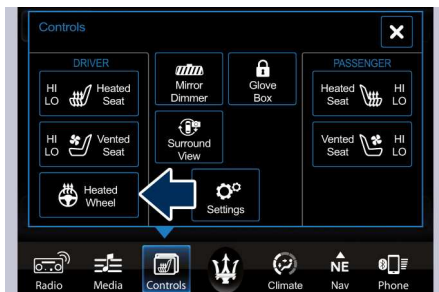 Controls
DRIVER
PASSENGER
HI
LO
Heated
Seat
Mirror
Dimmer
Glove
Box
Heated
Seat
HI
LO
HI
LO
Vented
Seat
Surround
View
Vented
Seat
HI
LO
Heated
Wheel
Settings
NE
Radio
Media
Controls
Climate
Nav
Phone